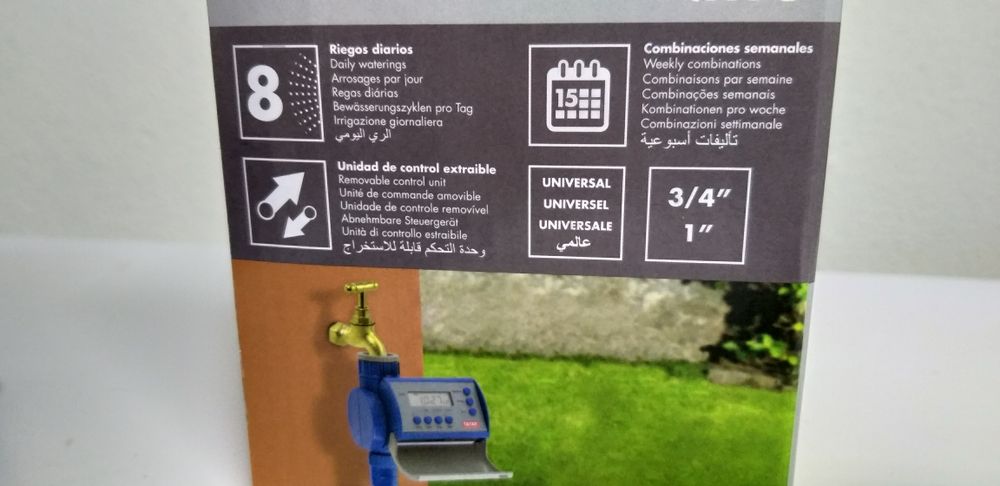 8
Riegos diarios
Daily waterings
Arrosages par jour
Regas diárias
Bewässerungszyklen pro Tag
Irrigazione giornaliera
الري اليومي
15
Combinaciones semanales
Weekly combinations
Combinaisons par semaine
Combinações semanais
Kombinationen pro woche
Combinazioni settimanale
تأليفات أسبوعية
Unidad de control extraible
Removable control unit
Unité de commande amovible
Unidade de controle removível
Abnehmbare Steuergerät
Unità di controllo estraibile
وحدة التحكم قابلة للاستخراج
UNIVERSAL
UNIVERSEL
UNIVERSALE
عالمي
3/4"
1"